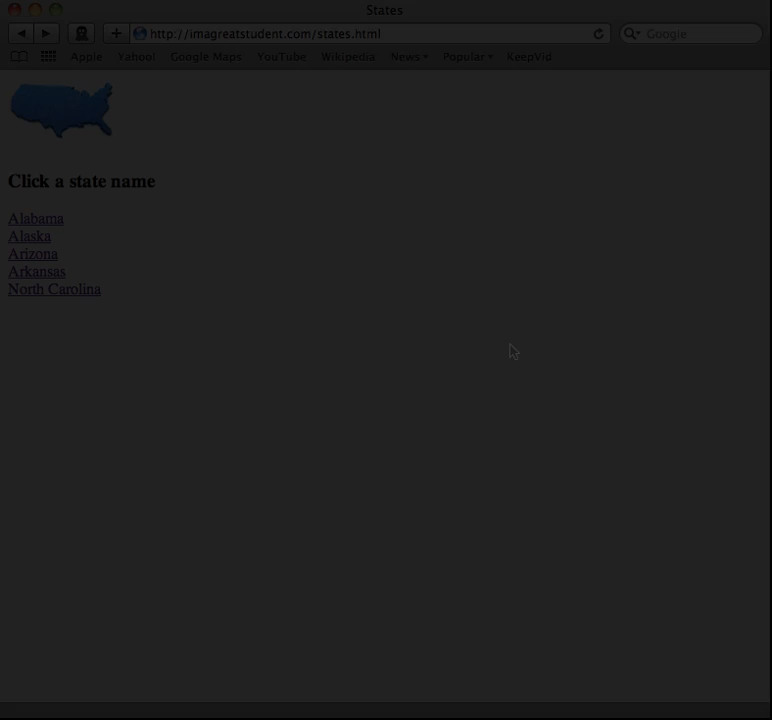 States
http://imagreatstudent.com/states.html
Google
Apple Yahoo! Google Maps YouTube Wikipedia News Popular KeepVid
Click a state name
Alabama
Alaska
Arizona
Arkansas
North Carolina